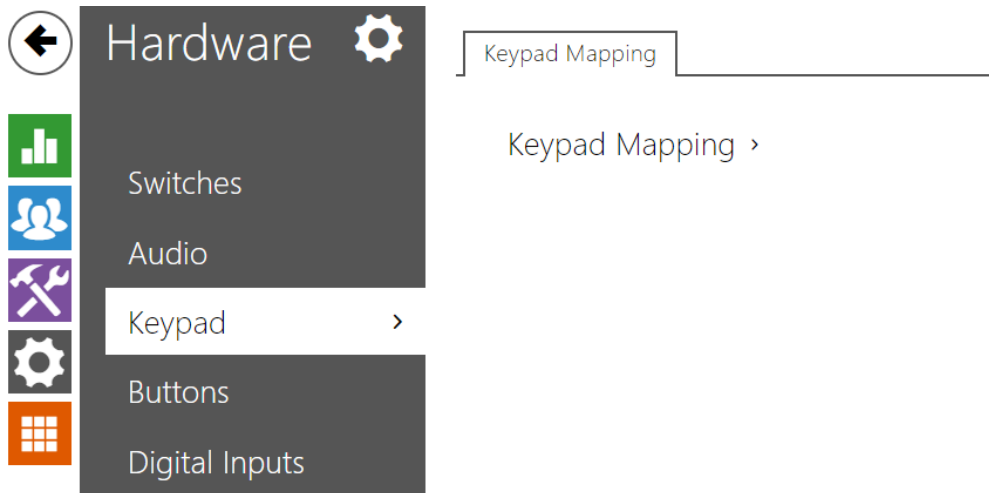 Hardware
Switches
Audio
Keypad
Buttons
Digital Inputs
Keypad Mapping
Keypad Mapping